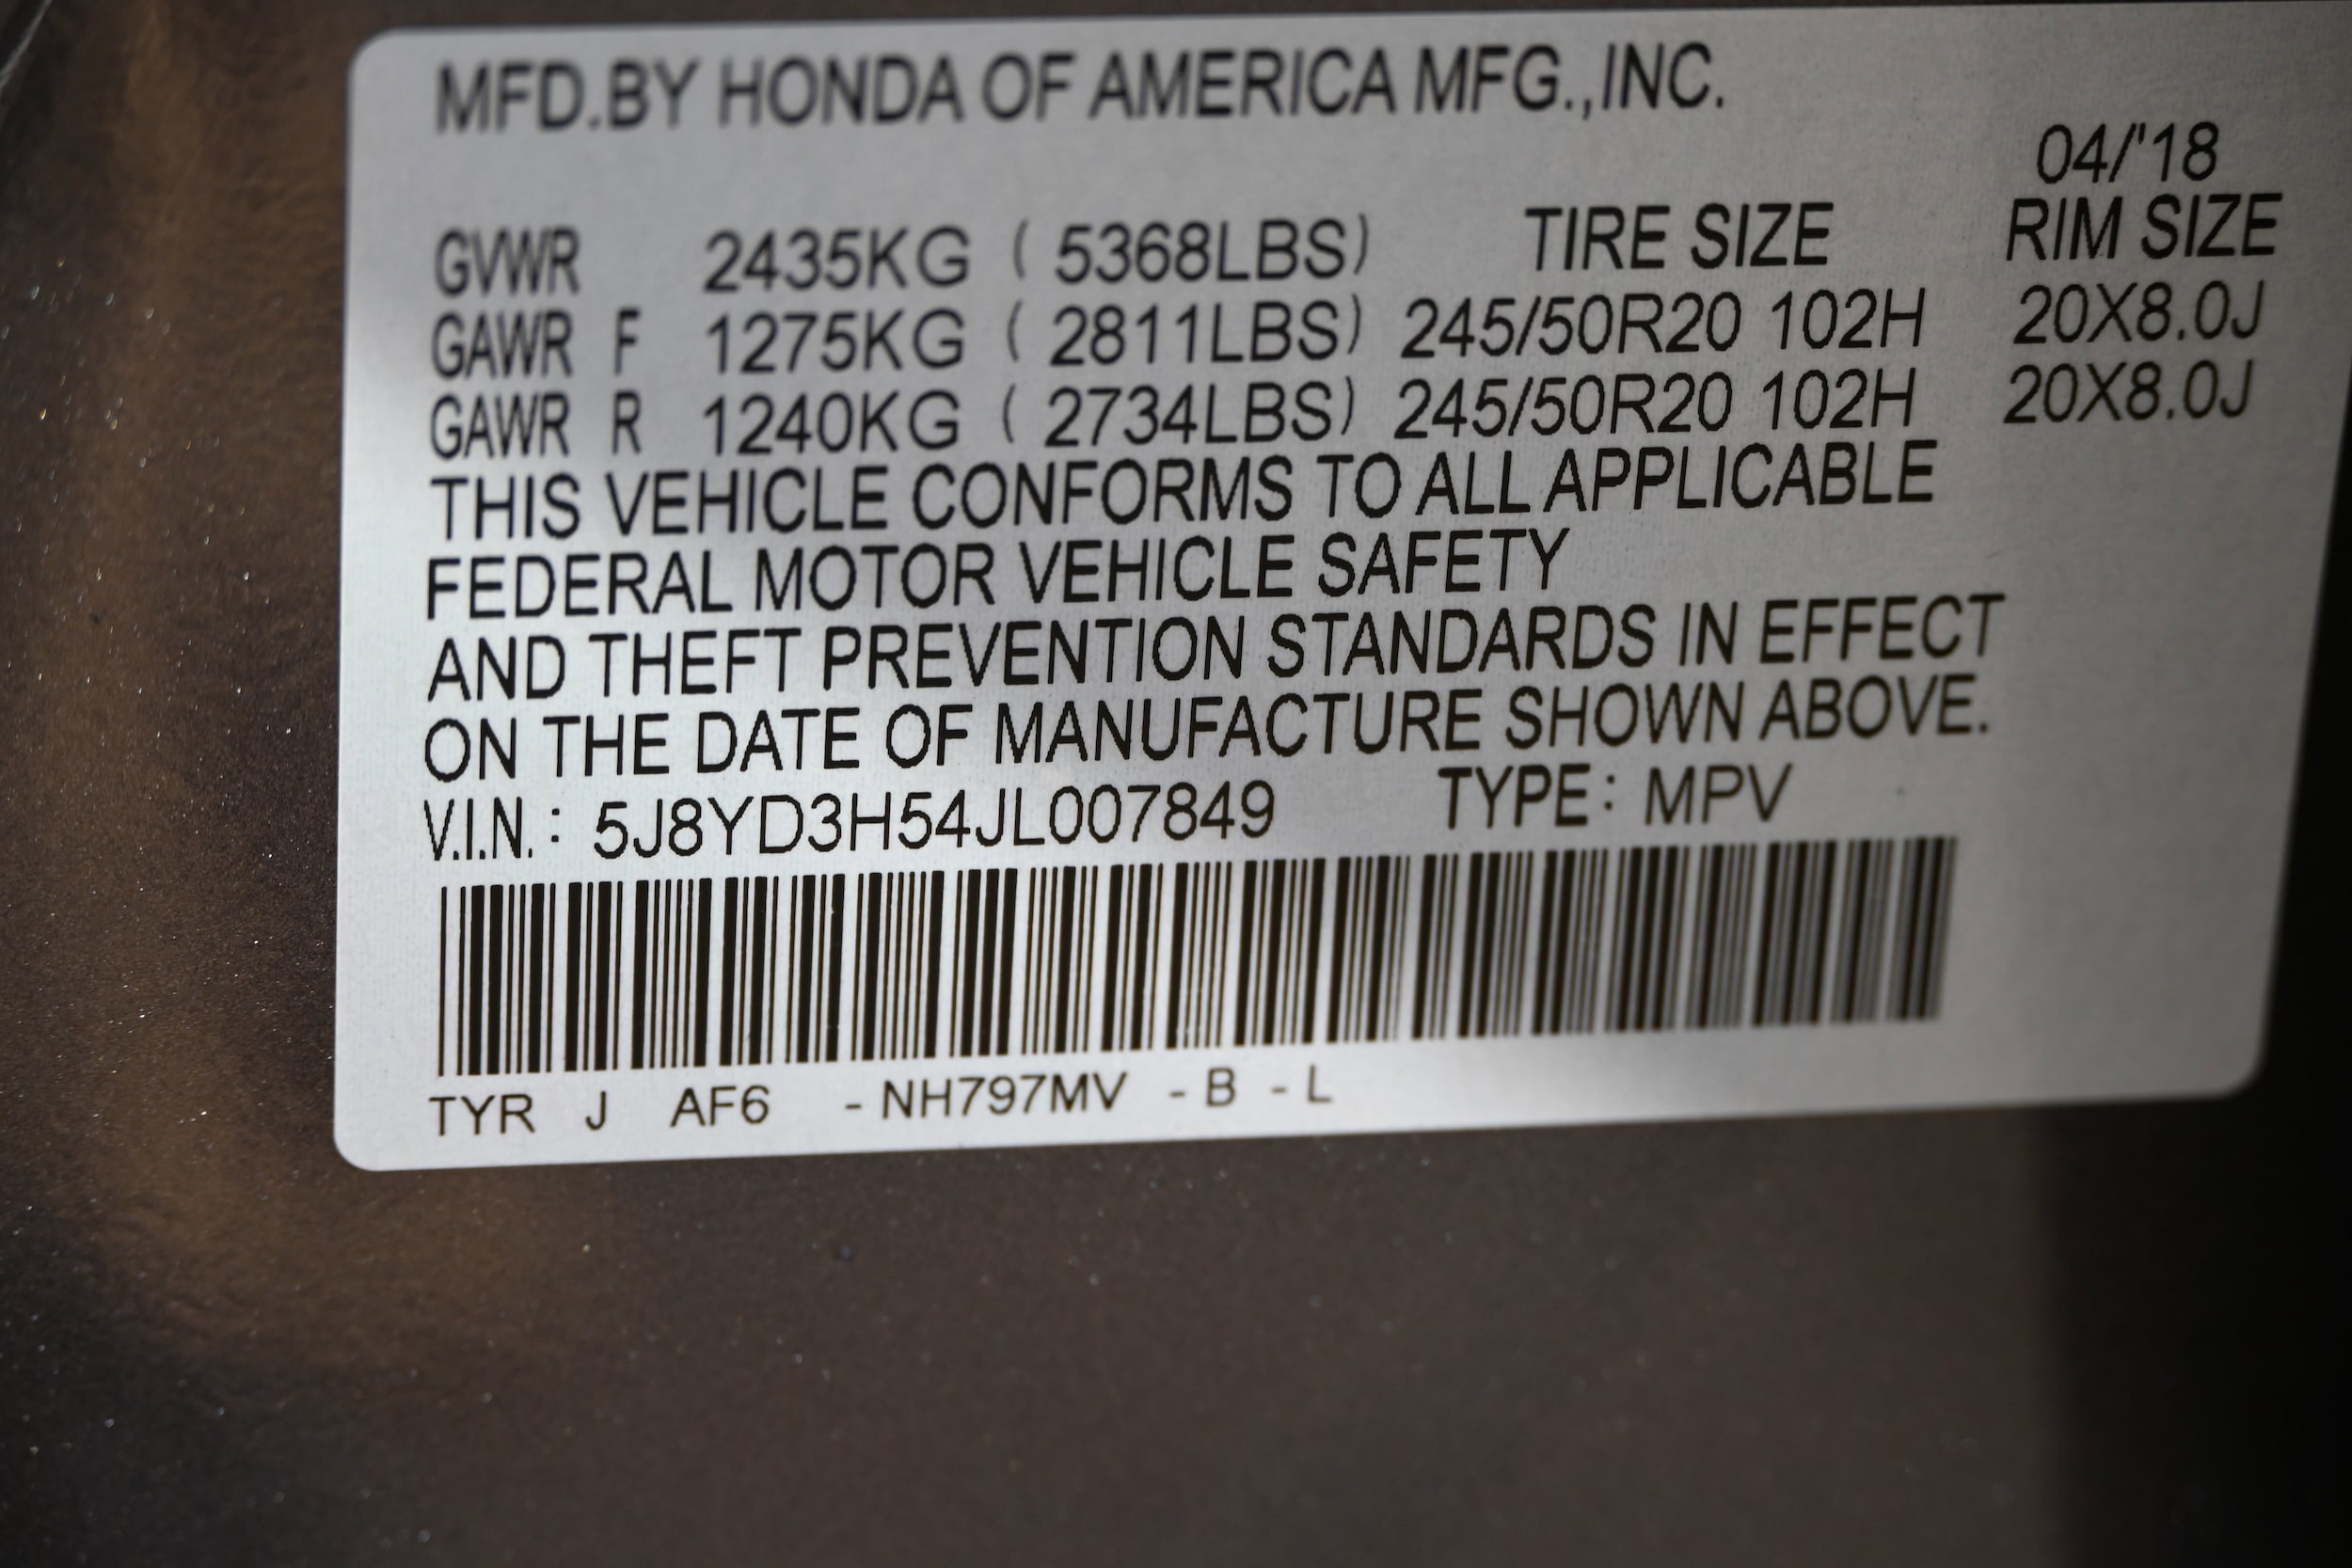 MFD.BY HONDA OF AMERICA MFG.,INC.
04/'18
GVWR 2435KG ( 5368LBS) TIRE SIZE RIM SIZE
GAWR F 1275KG ( 2811LBS) 245/50R20 102H 20X8.0J
GAWR R 1240KG ( 2734LBS) 245/50R20 102H 20X8.0J
THIS VEHICLE CONFORMS TO ALL APPLICABLE
FEDERAL MOTOR VEHICLE SAFETY
AND THEFT PREVENTION STANDARDS IN EFFECT
ON THE DATE OF MANUFACTURE SHOWN ABOVE.
V.I.N.: 5J8YD3H54JL007849 TYPE: MPV
TYR J AF6 - NH797MV - B - L